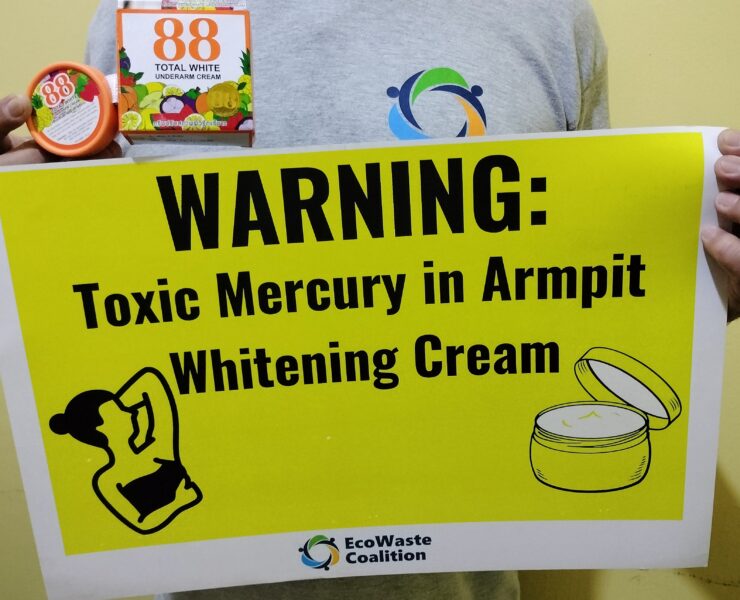 88
TOTAL WHITE
UNDERARM CREAM
88
WARNING:
Toxic Mercury in Armpit
Whitening Cream
EcoWaste
Coalition